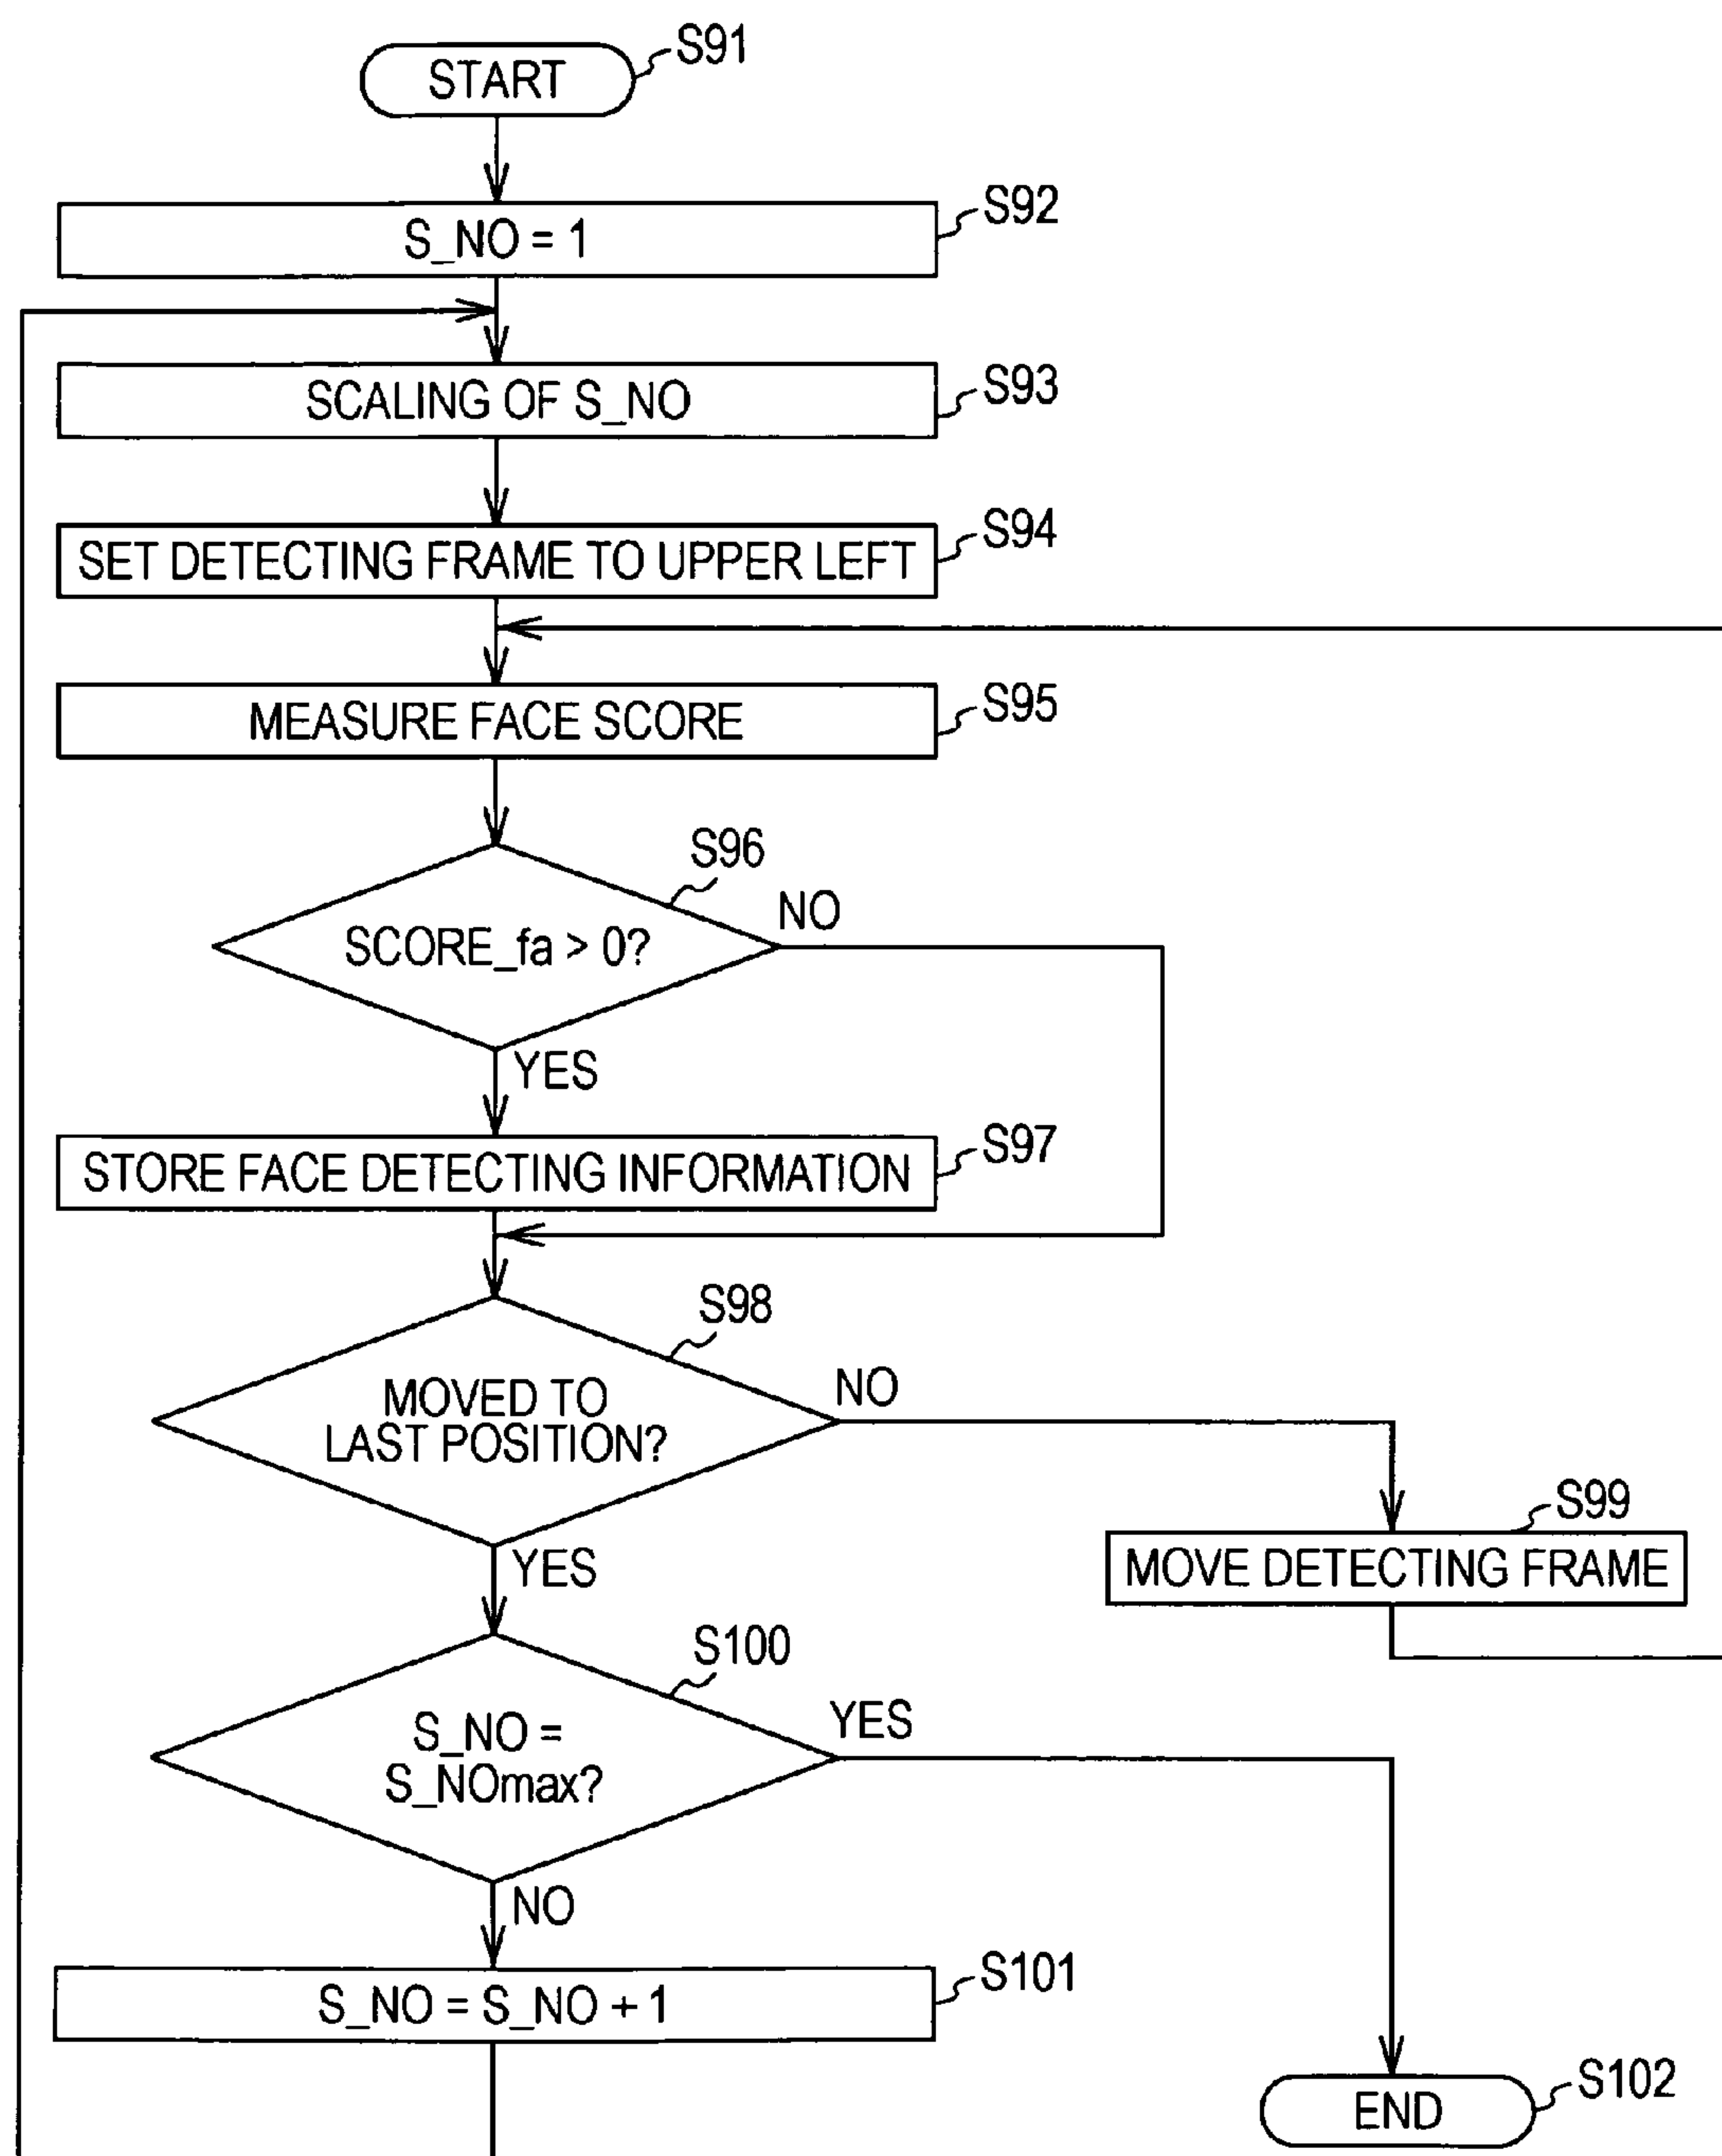 START
S91
S_NO = 1
S92
SCALING OF S_NO
S93
SET DETECTING FRAME TO UPPER LEFT
S94
MEASURE FACE SCORE
S95
S96
SCORE_fa > 0?
NO
YES
STORE FACE DETECTING INFORMATION
S97
S98
MOVED TO
LAST POSITION?
NO
YES
S99
MOVE DETECTING FRAME
S100
S_NO =
S_NOmax?
YES
NO
S_NO = S_NO + 1
S101
END
S102